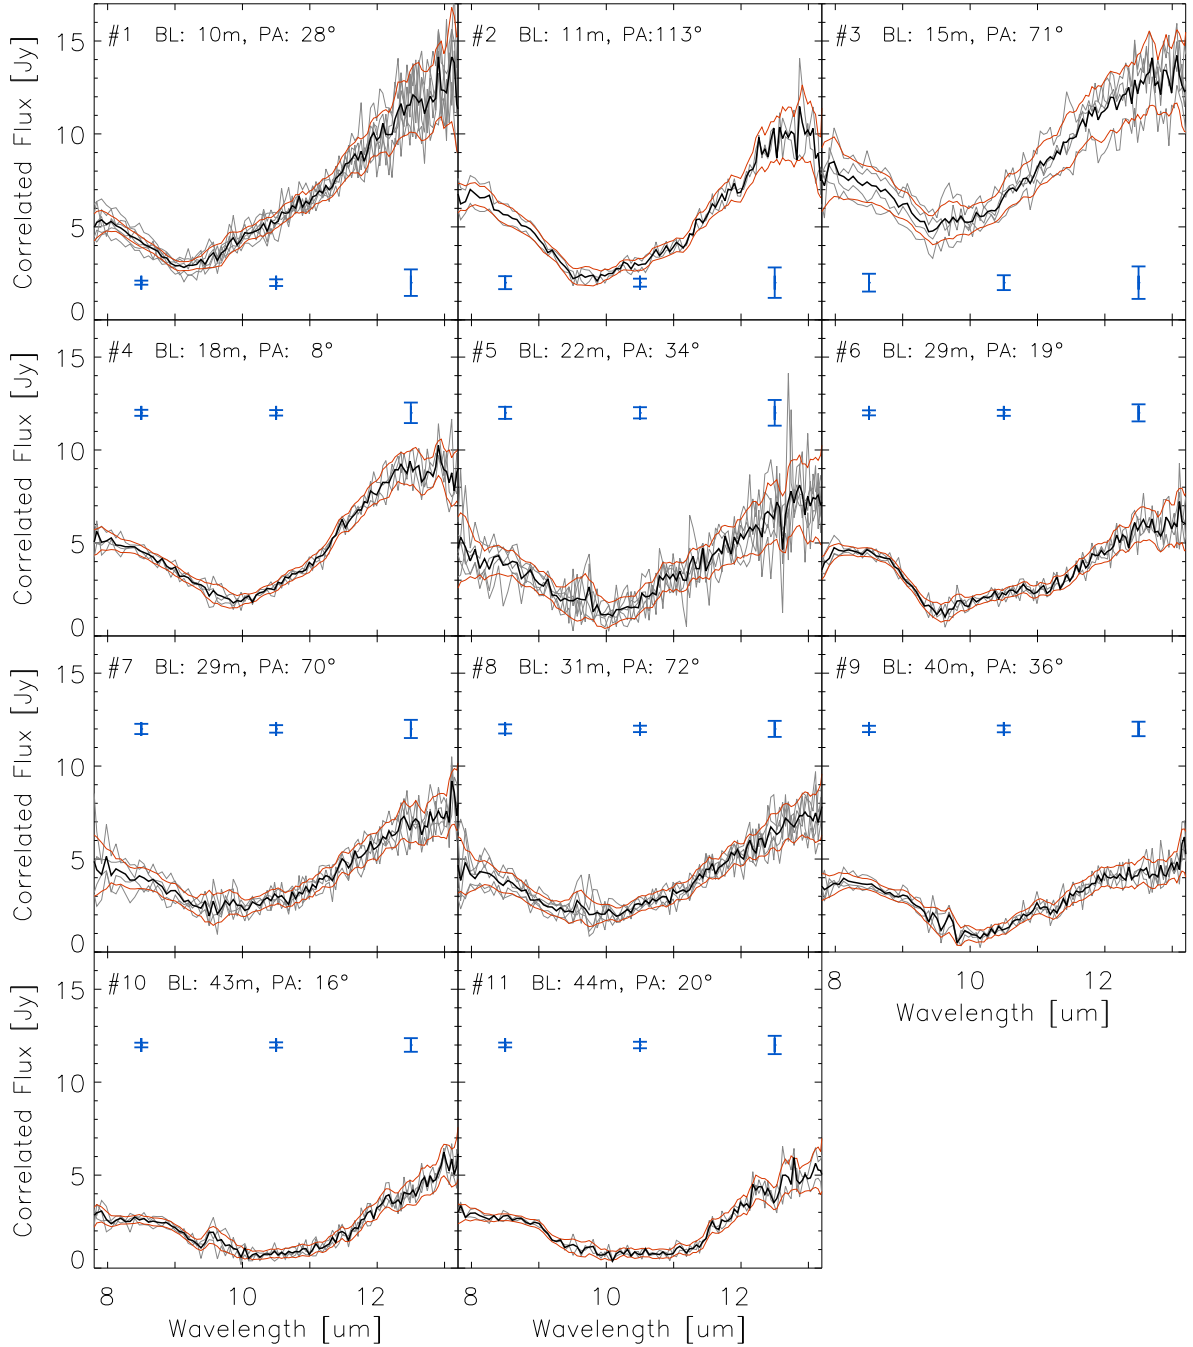 #1 BL: 10m, PA: 28°
#2 BL: 11m, PA:113°
#3 BL: 15m, PA: 71°
15
10
5
0
Correlated Flux [Jy]
#4 BL: 18m, PA: 8°
#5 BL: 22m, PA: 34°
#6 BL: 29m, PA: 19°
15
10
5
0
Correlated Flux [Jy]
#7 BL: 29m, PA: 70°
#8 BL: 31m, PA: 72°
#9 BL: 40m, PA: 36°
15
10
5
0
Correlated Flux [Jy]
8 10 12
Wavelength [um]
#10 BL: 43m, PA: 16°
#11 BL: 44m, PA: 20°
15
10
5
0
Correlated Flux [Jy]
8 10 12
8 10 12
Wavelength [um]
Wavelength [um]